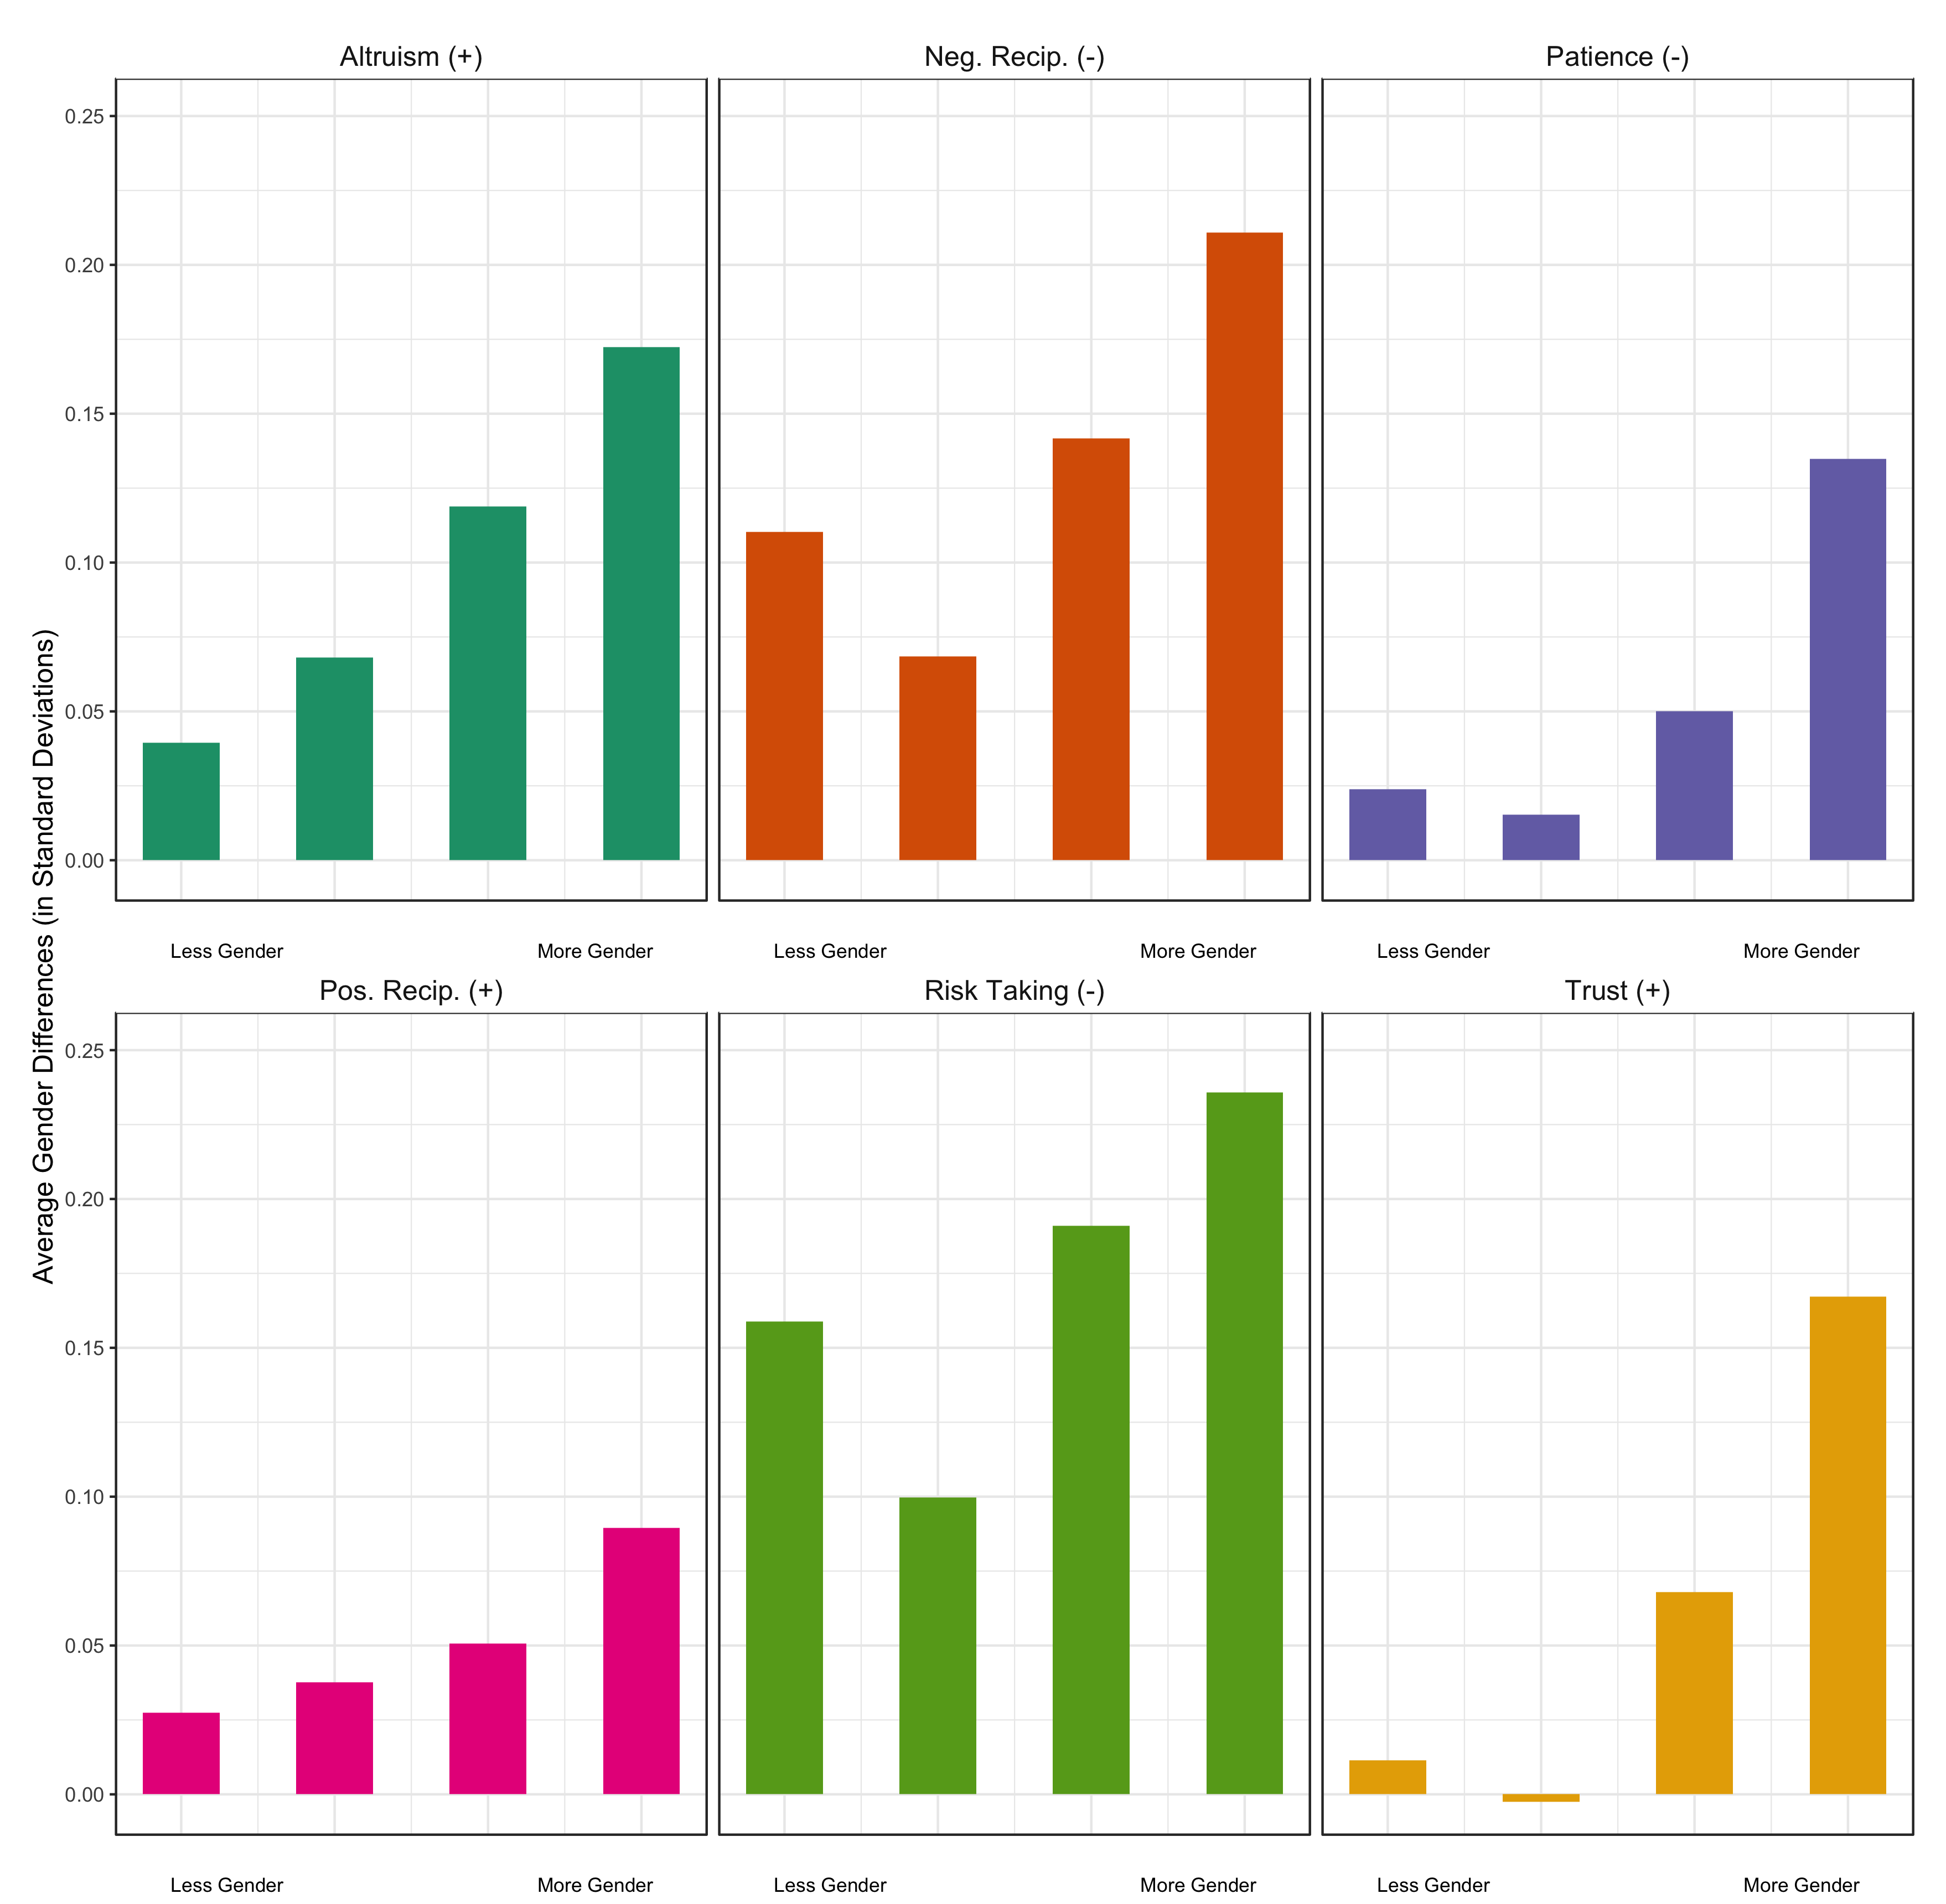 Average Gender Differences (in Standard Deviations)
Altruism (+)
Neg. Recip. (-)
Patience (-)
0.25
0.20
0.15
0.10
0.05
0.00
Less Gender
More Gender
Less Gender
More Gender
Less Gender
More Gender
Pos. Recip. (+)
Risk Taking (-)
Trust (+)
0.25
0.20
0.15
0.10
0.05
0.00
Less Gender
More Gender
Less Gender
More Gender
Less Gender
More Gender